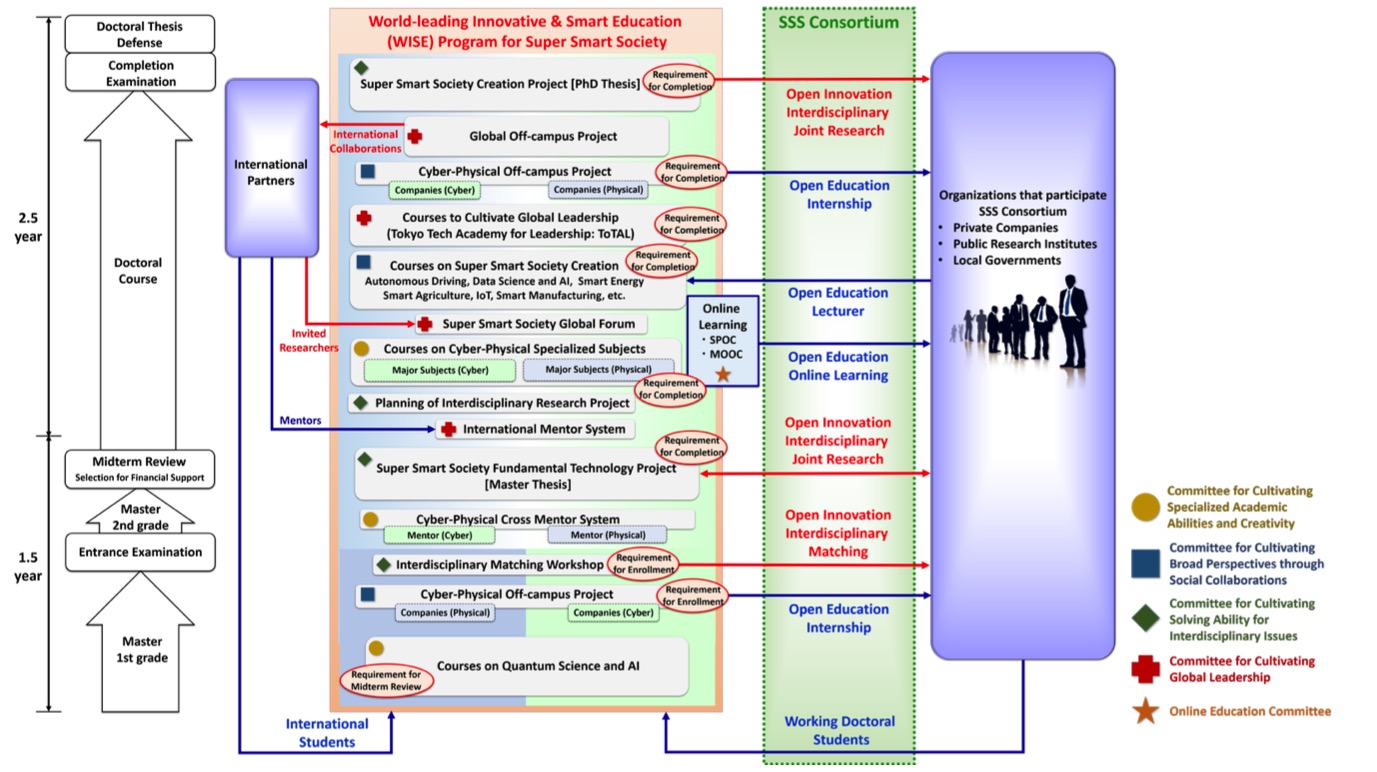 Doctoral Thesis
Defense
Completion
Examination
2.5
year
Doctoral
Course
Midterm Review
Selection for Financial Support
Master
2nd grade
Entrance Examination
1.5
year
Master
1st grade
International
Partners
International
Collaborations
Invited
Researchers
Mentors
International
Students
World-leading Innovative & Smart Education
(WISE) Program for Super Smart Society
Super Smart Society Creation Project [PhD Thesis]
Requirement
for Completion
Global Off-campus Project
Cyber-Physical Off-campus Project
Requirement
for Completion
Companies (Cyber)
Companies (Physical)
Courses to Cultivate Global Leadership
(Tokyo Tech Academy for Leadership: ToTAL)
Requirement
for Completion
Courses on Super Smart Society Creation
Requirement
for Completion
Autonomous Driving, Data Science and AI, Smart Energy
Smart Agriculture, IoT, Smart Manufacturing, etc.
Super Smart Society Global Forum
Online
Learning
・SPOC
・MOOC
Courses on Cyber-Physical Specialized Subjects
Major Subjects (Cyber)
Major Subjects (Physical)
Requirement
for Completion
Planning of Interdisciplinary Research Project
International Mentor System
Requirement
for Completion
Super Smart Society Fundamental Technology Project
[Master Thesis]
Cyber-Physical Cross Mentor System
Mentor (Cyber)
Mentor (Physical)
Interdisciplinary Matching Workshop
Requirement
for Enrollment
Cyber-Physical Off-campus Project
Requirement
for Enrollment
Companies (Physical)
Companies (Cyber)
Courses on Quantum Science and AI
Requirement for
Midterm Review
SSS Consortium
Open Innovation
Interdisciplinary
Joint Research
Open Education
Internship
Open Education
Lecturer
Open Education
Online Learning
Open Innovation
Interdisciplinary
Joint Research
Open Innovation
Interdisciplinary
Matching
Open Education
Internship
Working Doctoral
Students
Organizations that participate
SSS Consortium
• Private Companies
• Public Research Institutes
• Local Governments
Committee for Cultivating
Specialized Academic
Abilities and Creativity
Committee for Cultivating
Broad Perspectives through
Social Collaborations
Committee for Cultivating
Solving Ability for
Interdisciplinary Issues
Committee for Cultivating
Global Leadership
Online Education Committee